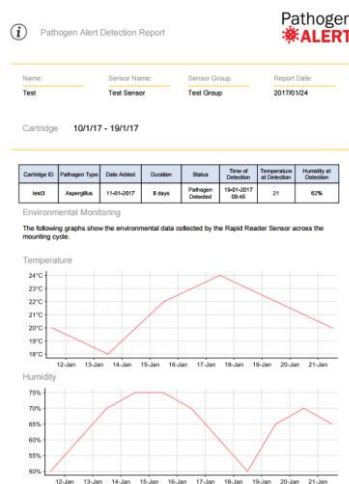 Pathogen
ALERT
i Pathogen Alert Detection Report
Name: Sensor Name: Sensor Group: Report Date:
Test Test Sensor Test Group 2017/01/24
Cartridge 10/1/17 - 19/1/17
Cartridge ID Pathogen Type Date Added Duration Status Time of Detection Temperature at Detection Humidity at Detection
test3 Aspergillus 11-01-2017 8 days Pathogen Detected 19-01-2017 09:45 21 62%
Environmental Monitoring
The following graphs show the environmental data collected by the Rapid Reader Sensor across the
mounting cycle.
Temperature
24°C
23°C
22°C
21°C
20°C
19°C
18°C
12-Jan 13-Jan 14-Jan 15-Jan 16-Jan 17-Jan 18-Jan 19-Jan 20-Jan 21-Jan
Humidity
75%
70%
65%
60%
55%
50%
12-Jan 13-Jan 14-Jan 15-Jan 16-Jan 17-Jan 18-Jan 19-Jan 20-Jan 21-Jan